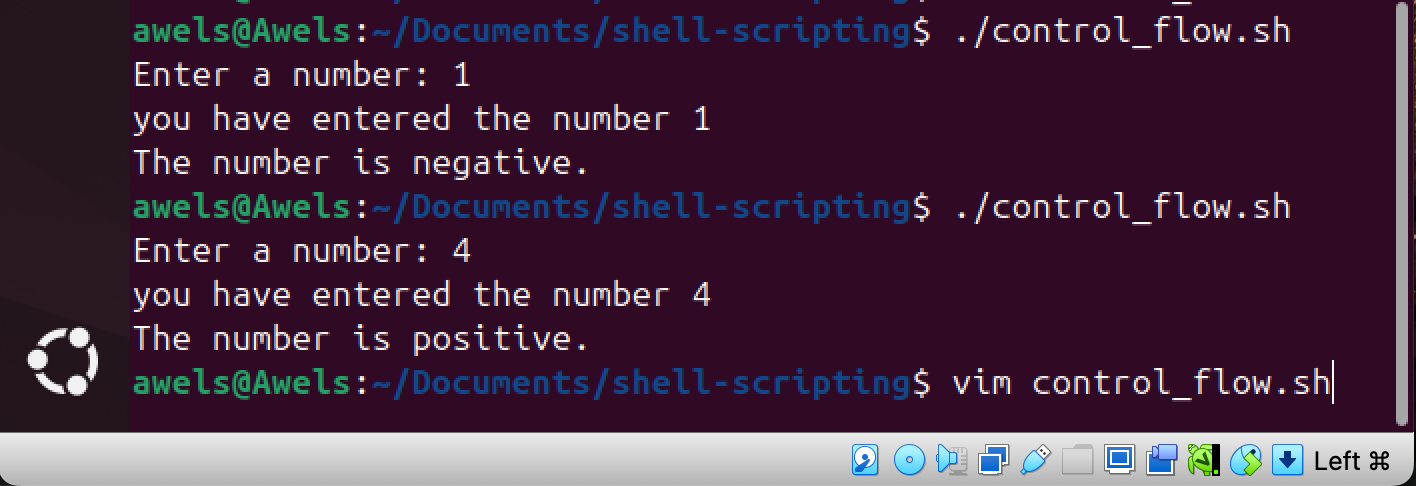 awels@Awels:~/Documents/shell-scripting$ ./control_flow.sh
Enter a number: 1
you have entered the number 1
The number is negative.
awels@Awels:~/Documents/shell-scripting$ ./control_flow.sh
Enter a number: 4
you have entered the number 4
The number is positive.
awels@Awels:~/Documents/shell-scripting$ vim control_flow.sh
Left ⌘